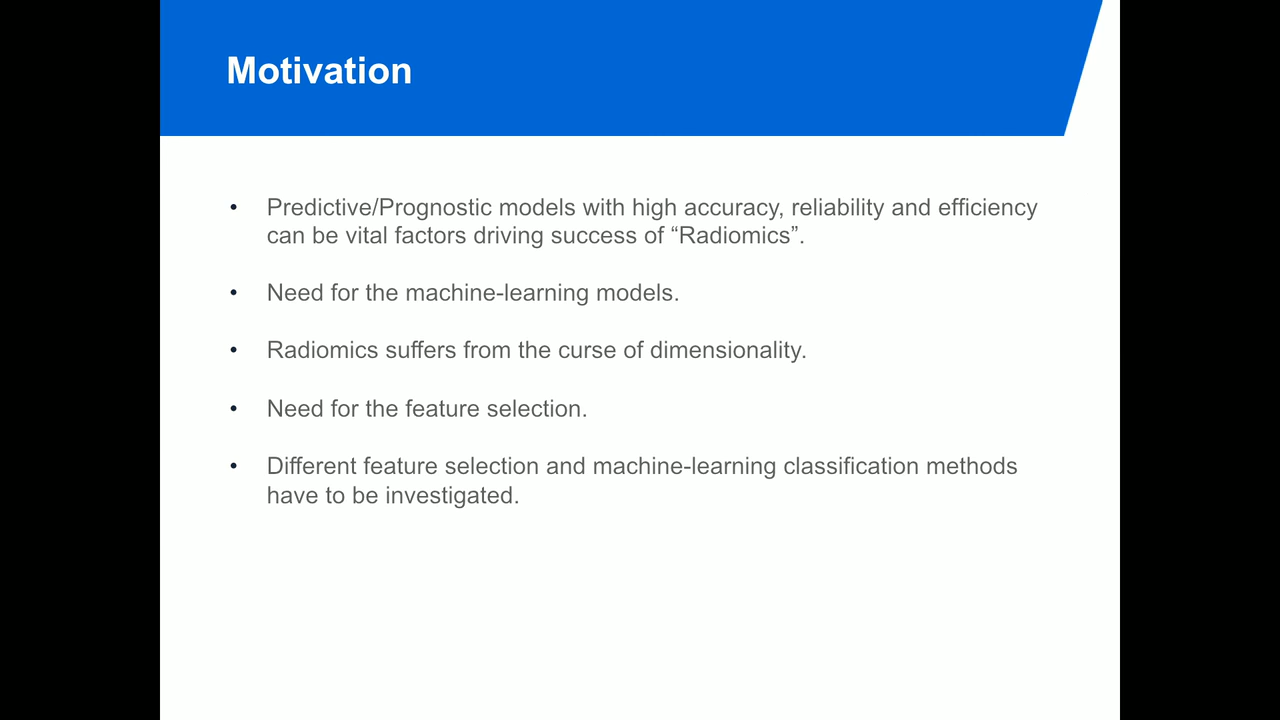 Motivation
• Predictive/Prognostic models with high accuracy, reliability and efficiency
can be vital factors driving success of “Radiomics”.
• Need for the machine-learning models.
• Radiomics suffers from the curse of dimensionality.
• Need for the feature selection.
• Different feature selection and machine-learning classification methods
have to be investigated.